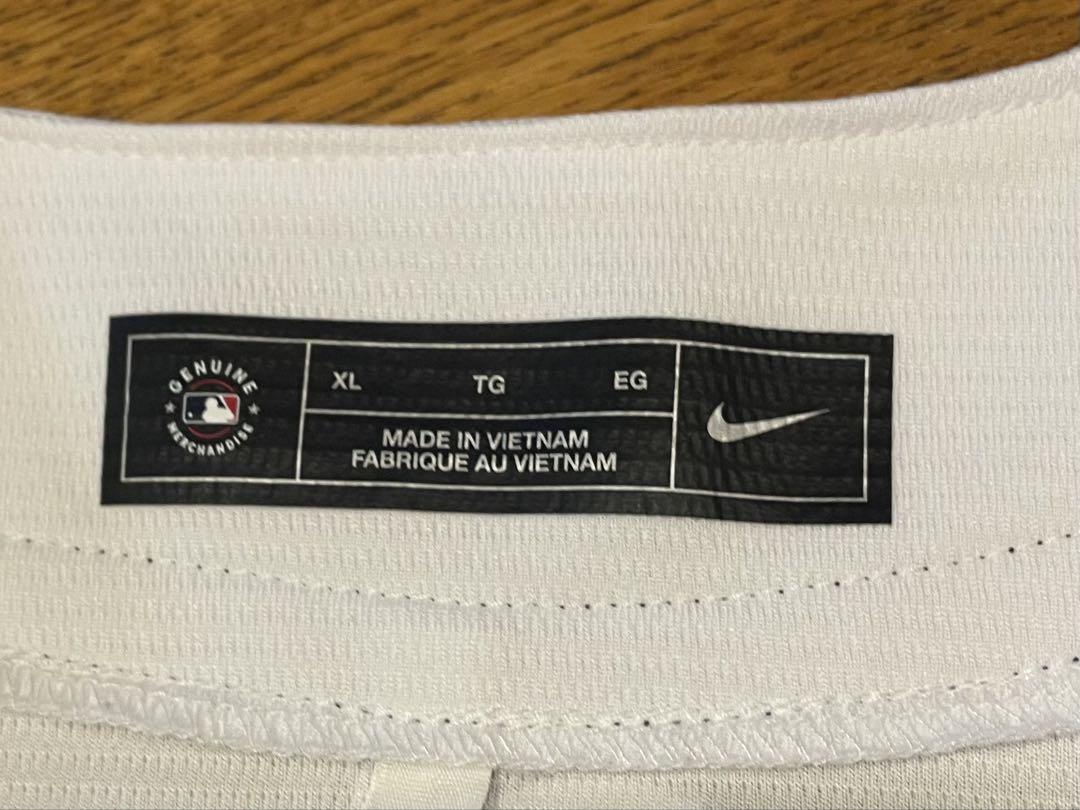 GENUINE
MERCHANDISE
XL TG EG
MADE IN VIETNAM
FABRIQUE AU VIETNAM